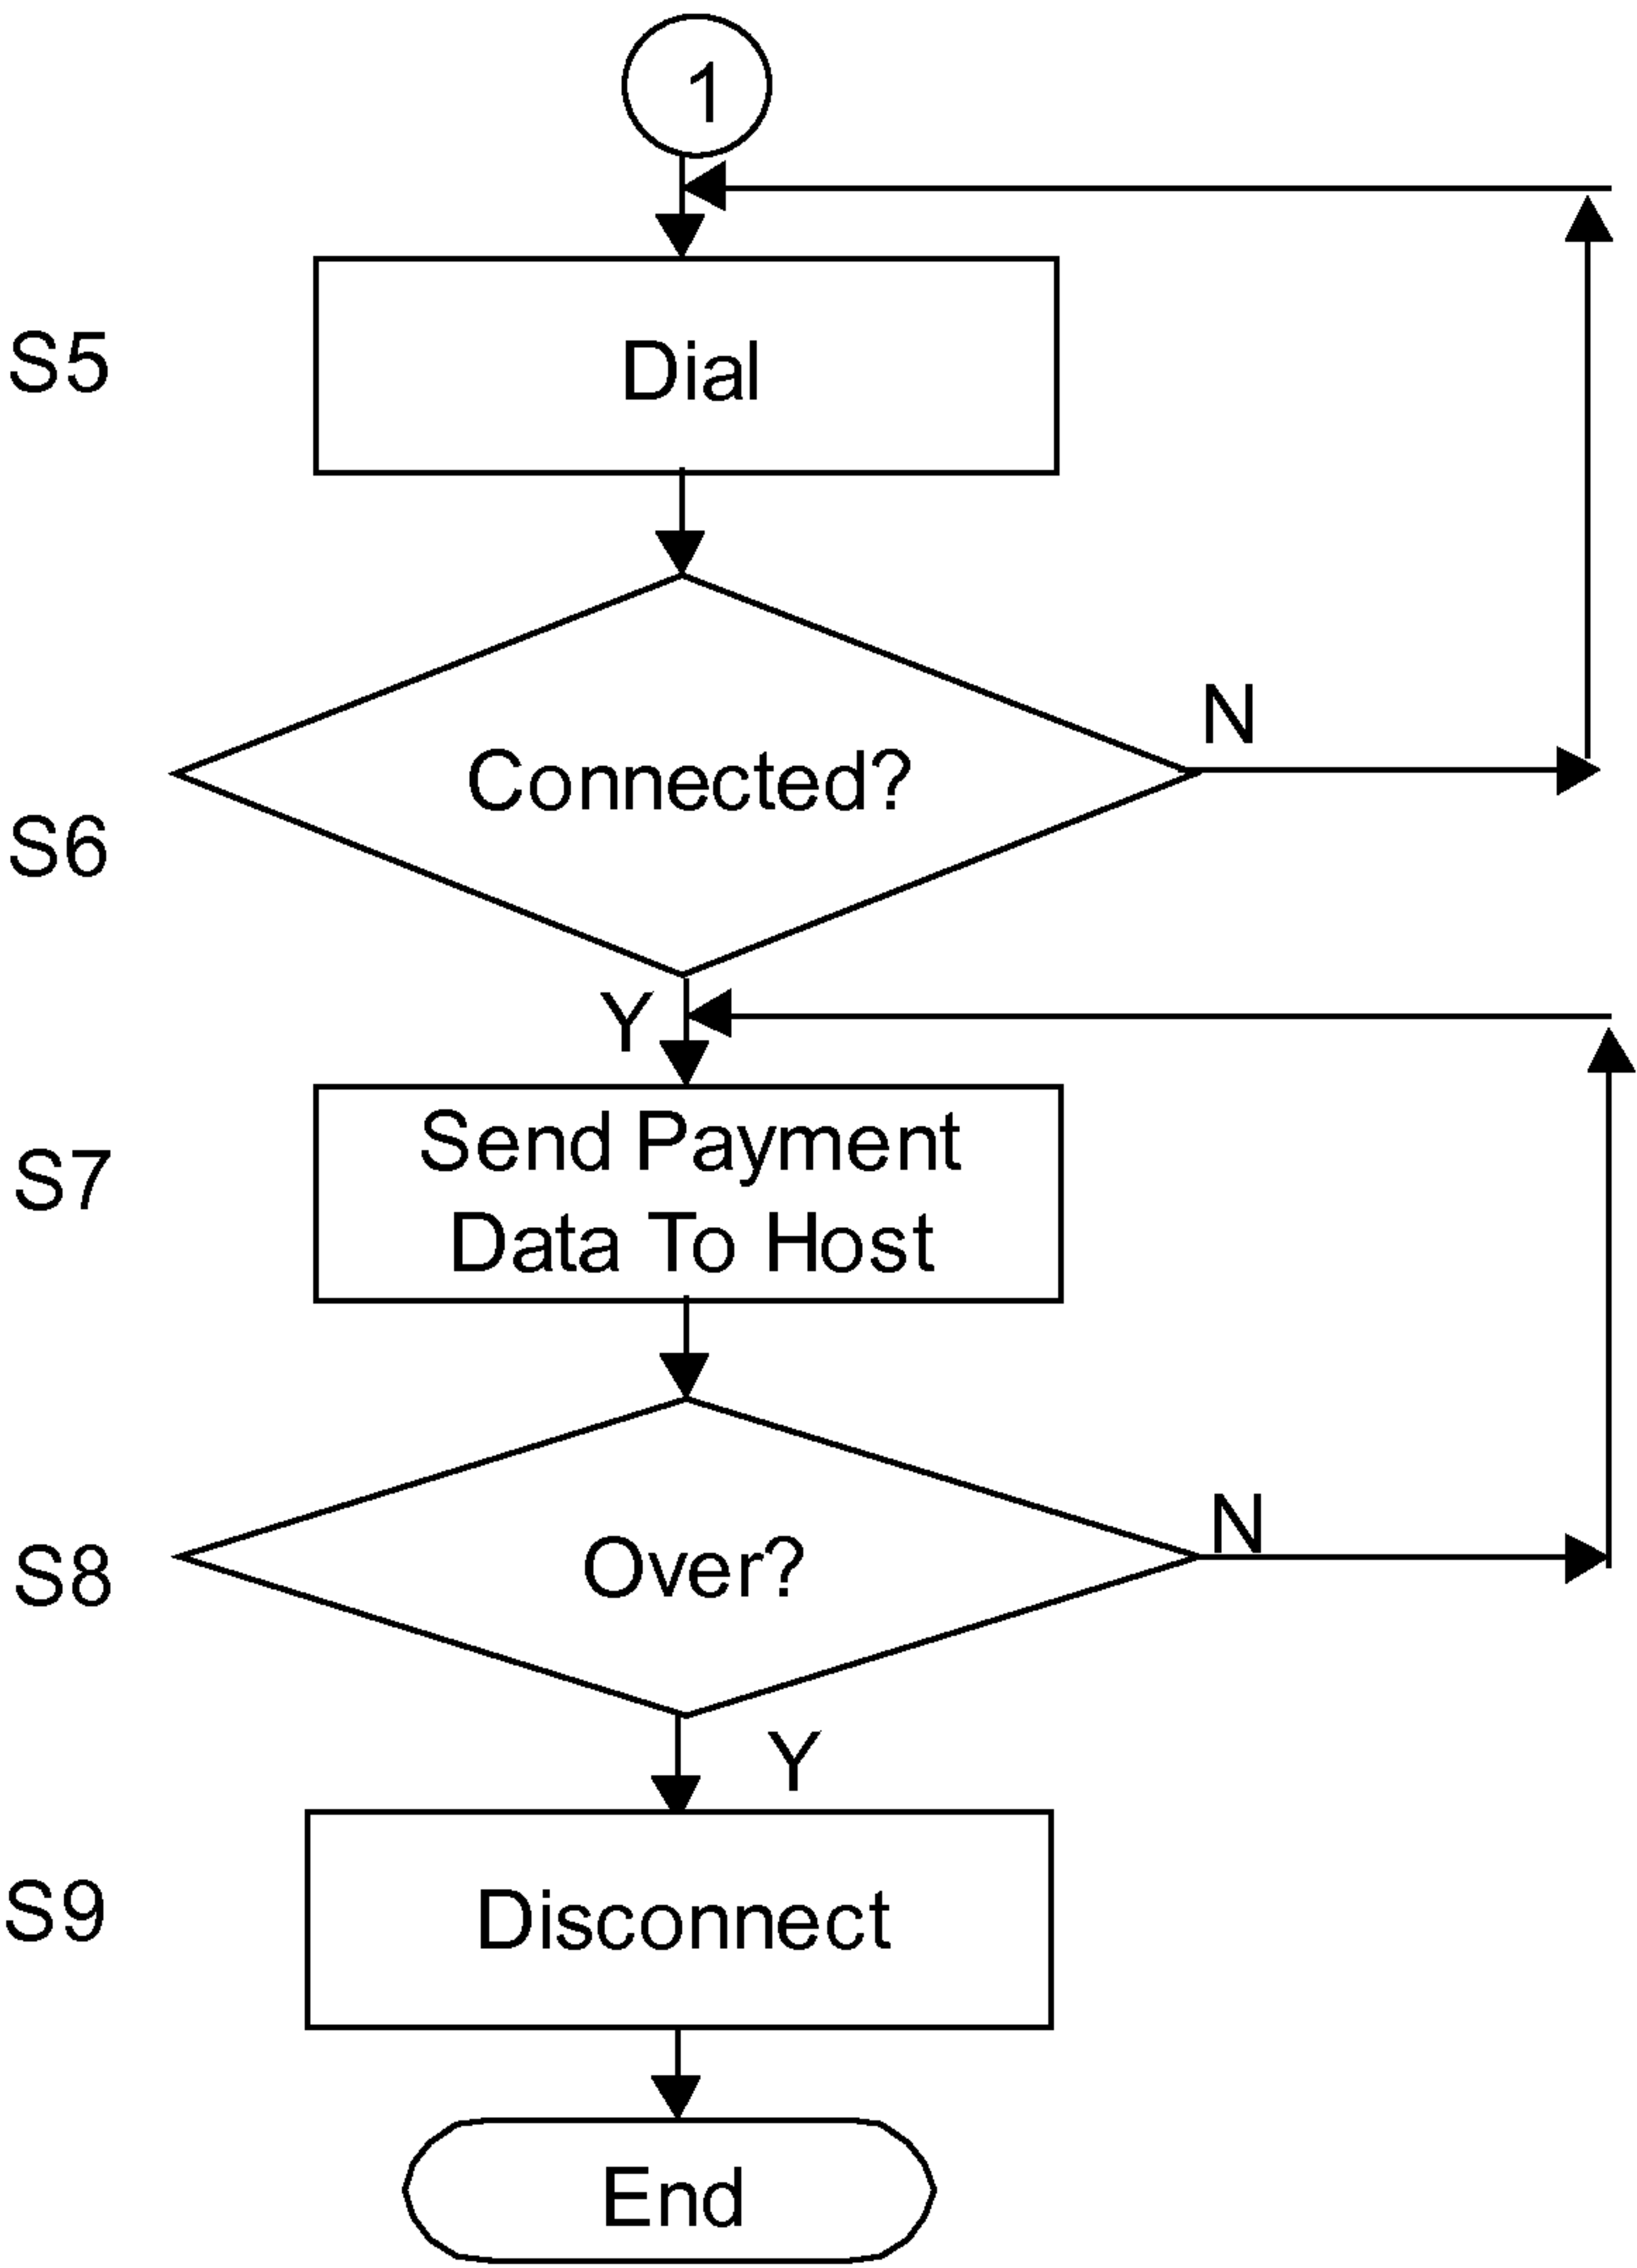 1
S5
Dial
N
Connected?
S6
Y
Send Payment
S7
Data To Host
N
S8
Over?
Y
S9
Disconnect
End